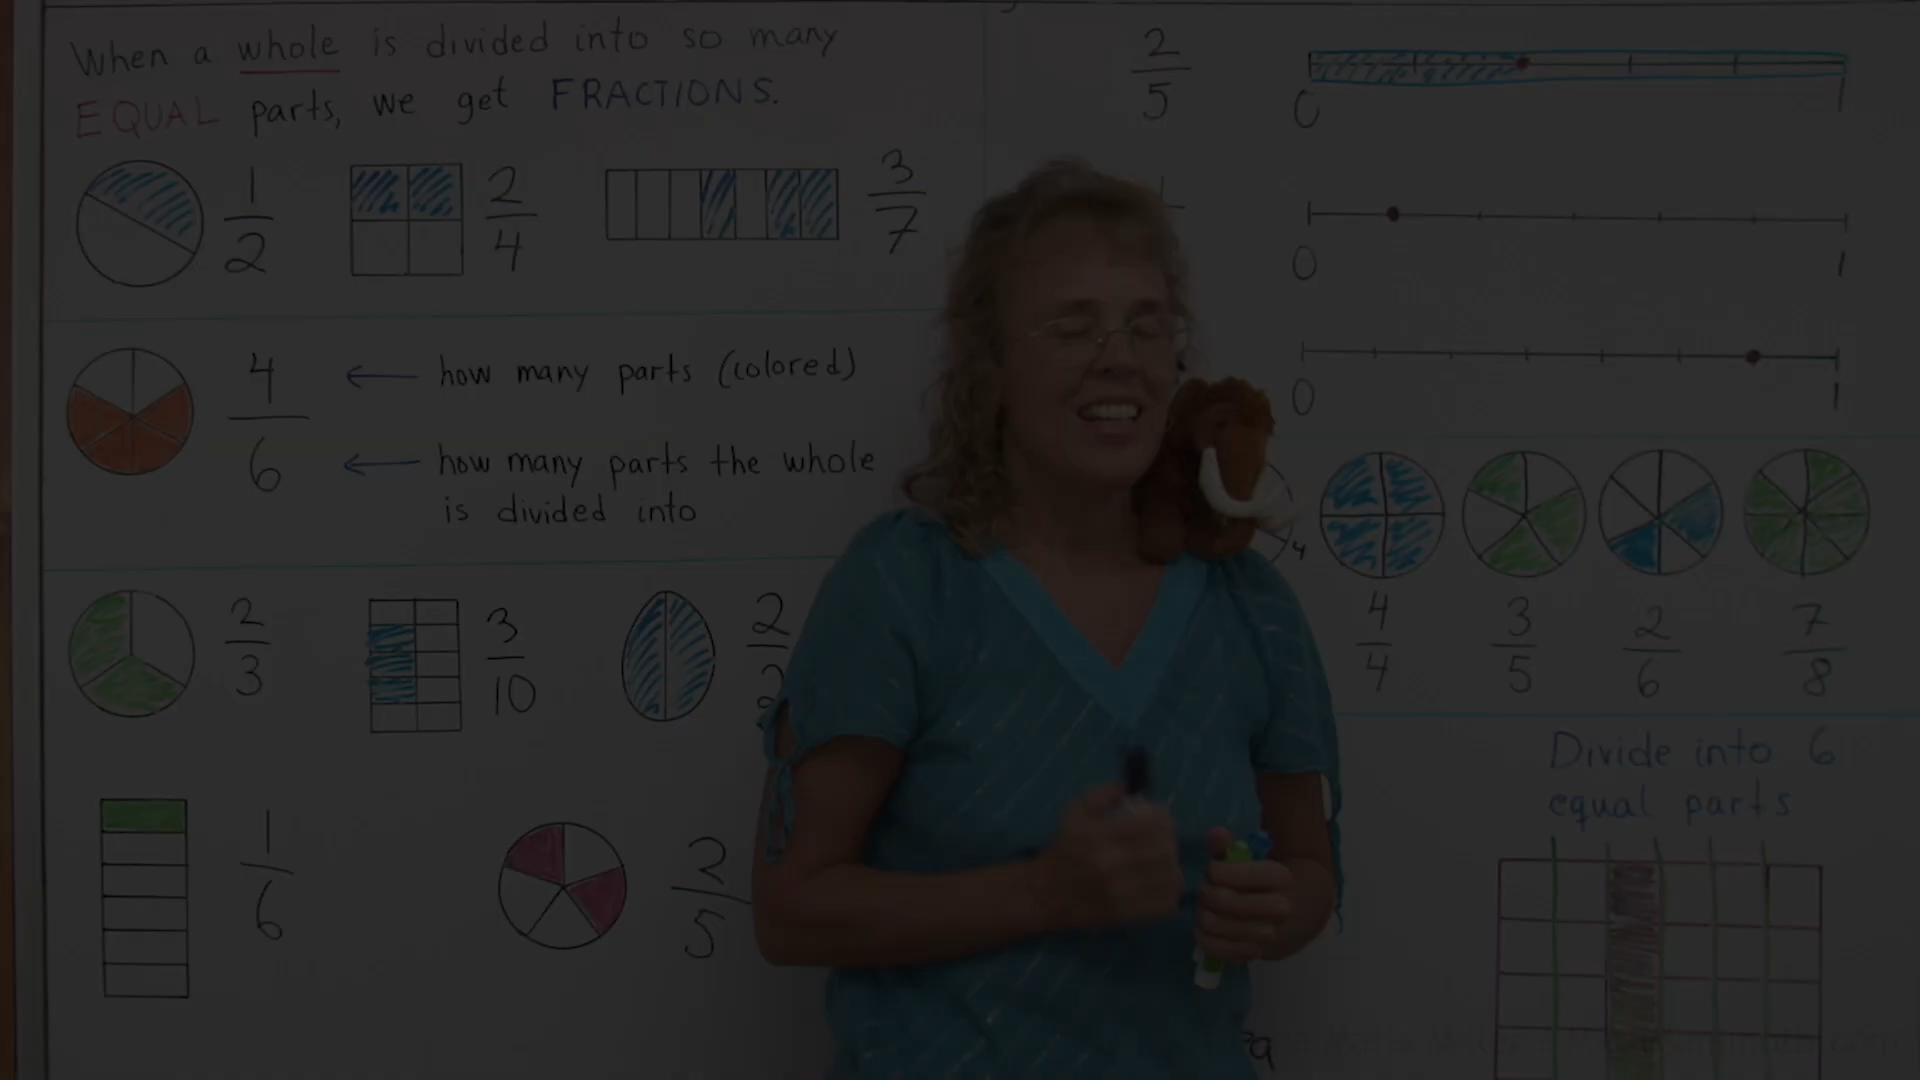 When a whole is divided into so many
EQUAL parts, we get FRACTIONS.
1/2
2/4
3/7
4/6
← how many parts (colored)
← how many parts the whole
is divided into
2/3
3/10
2/2
1/6
2/5
2/5
0 1
0 1
0 1
4
4/4
3/5
2/6
7/8
Divide into 6
equal parts